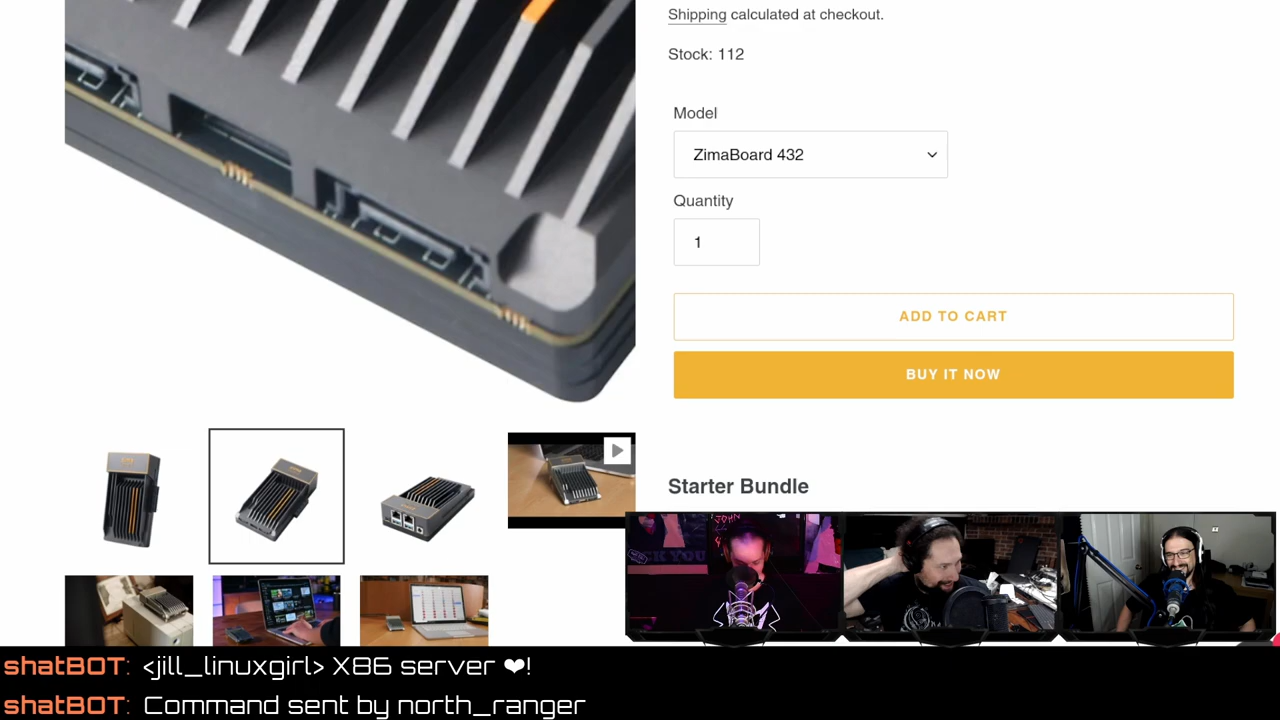 Shipping calculated at checkout.
Stock: 112
Model
ZimaBoard 432
Quantity
1
ADD TO CART
BUY IT NOW
Starter Bundle
shatBOT: <jill_linuxgirl> X86 server ❤!
shatBOT: Command sent by north_ranger